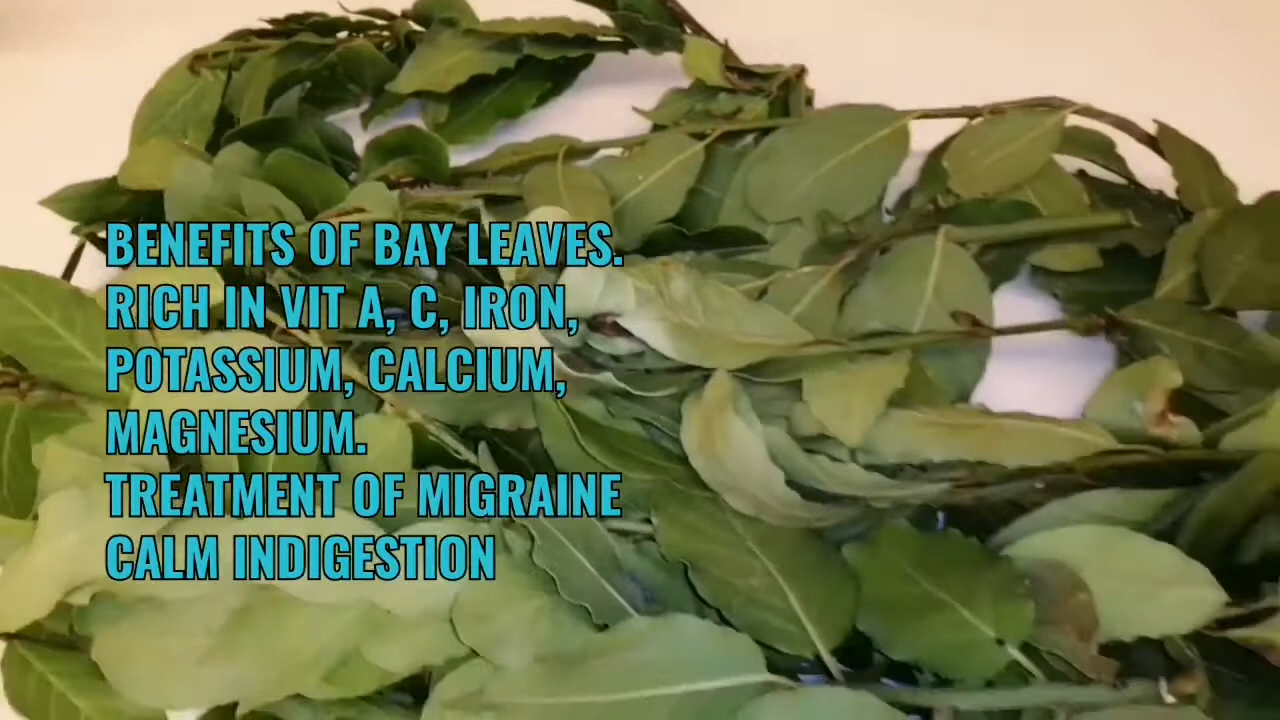 BENEFITS OF BAY LEAVES.
RICH IN VIT A, C, IRON,
POTASSIUM, CALCIUM,
MAGNESIUM.
TREATMENT OF MIGRAINE
CALM INDIGESTION